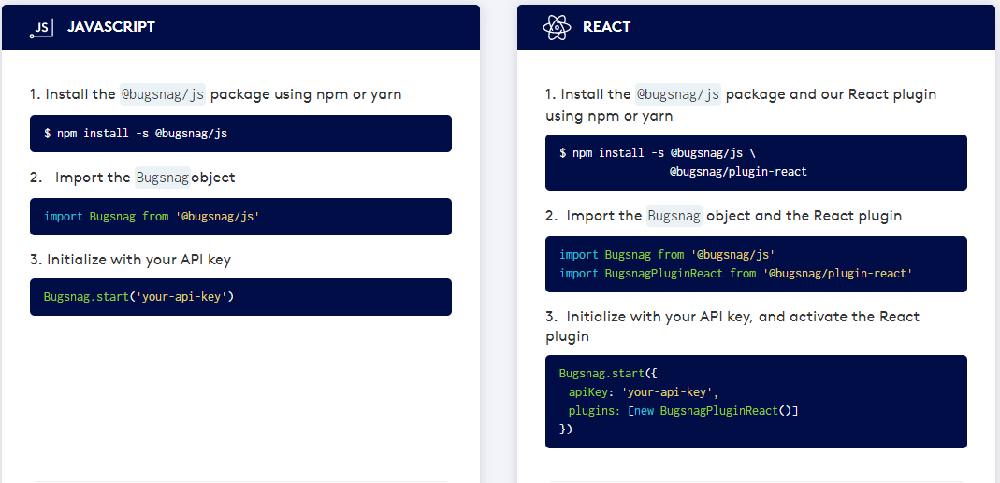 JS JAVASCRIPT
1. Install the @bugsnag/js package using npm or yarn
$ npm install -s @bugsnag/js
2. Import the Bugsnag object
import Bugsnag from '@bugsnag/js'
3. Initialize with your API key
Bugsnag.start('your-api-key')
REACT
1. Install the @bugsnag/js package and our React plugin
using npm or yarn
$ npm install -s @bugsnag/js \
@bugsnag/plugin-react
2. Import the Bugsnag object and the React plugin
import Bugsnag from '@bugsnag/js'
import BugsnagPluginReact from '@bugsnag/plugin-react'
3. Initialize with your API key, and activate the React
plugin
Bugsnag.start({
apiKey: 'your-api-key',
plugins: [new BugsnagPluginReact()]
})